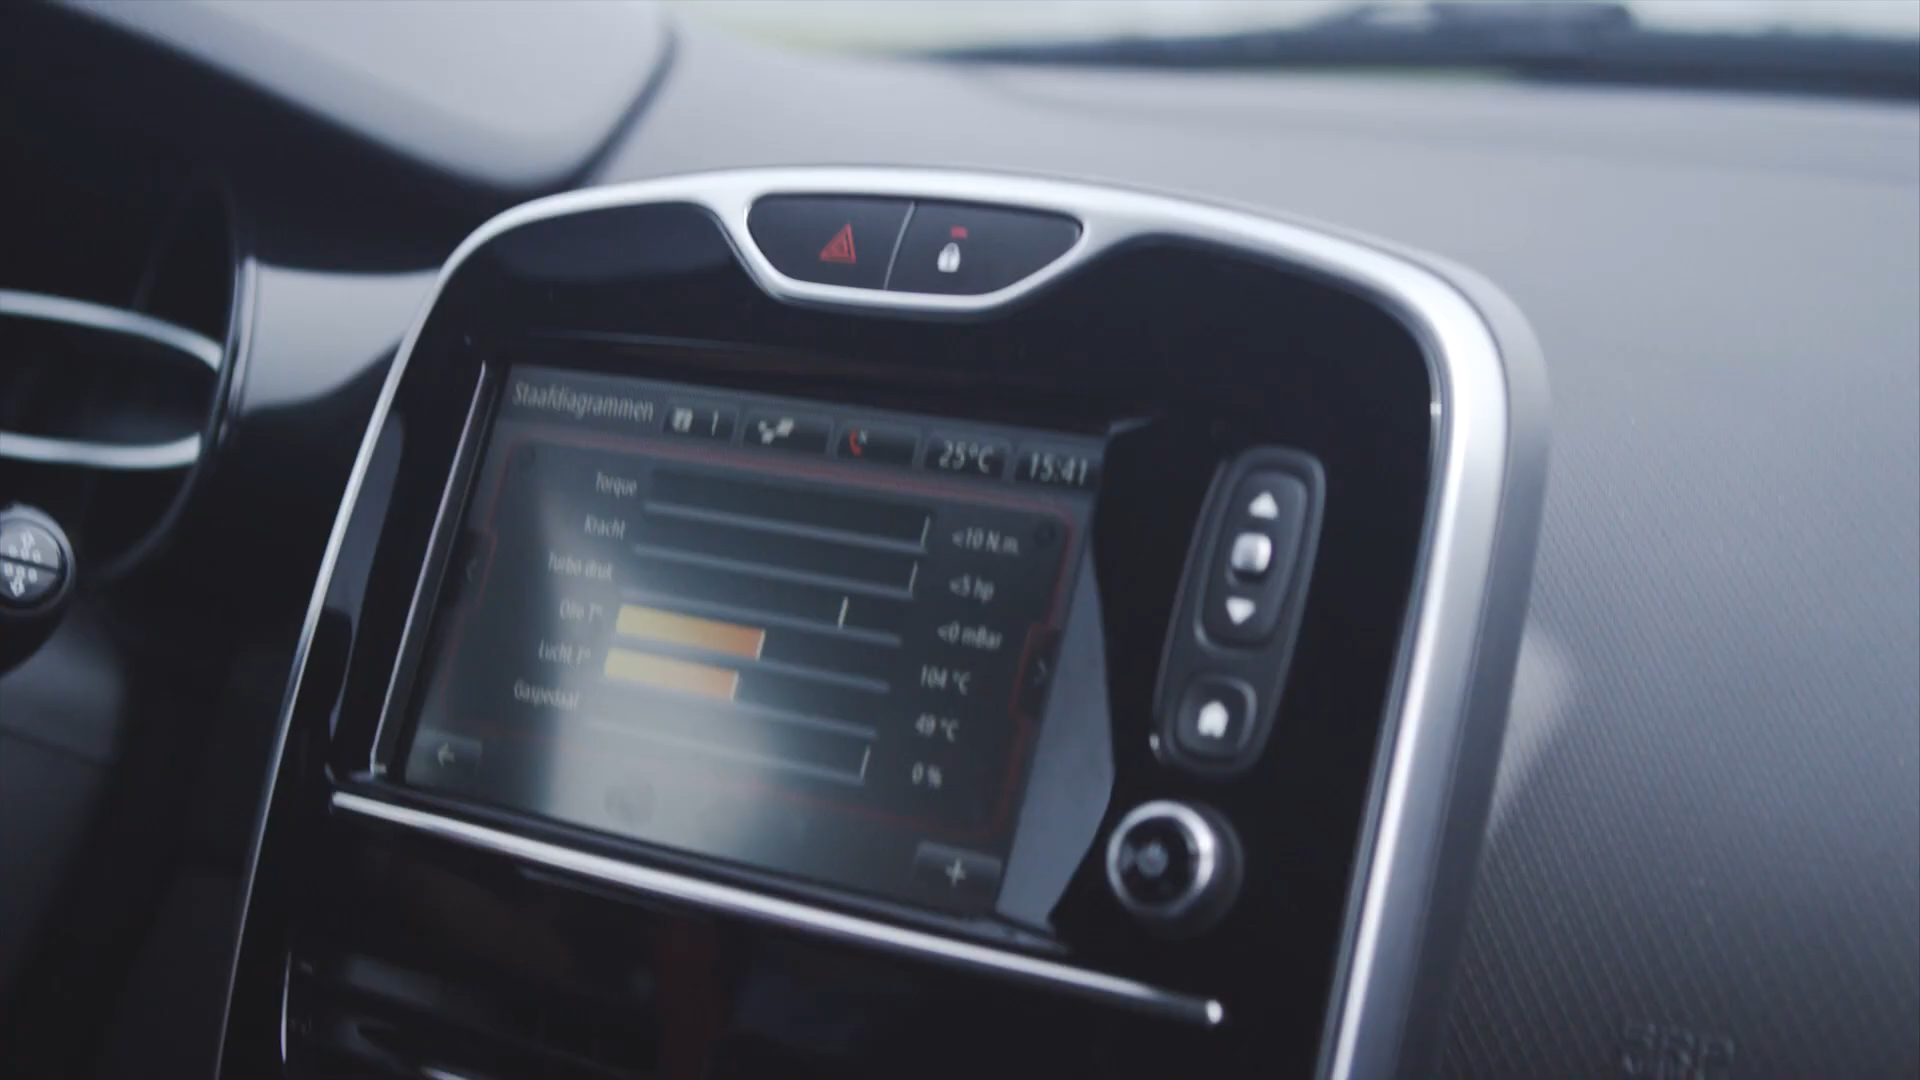 Staafdiagrammen 1 25°C 15:41
Torque <10 N.m.
Kracht <5 hp
Turbo druk <0 mBar
Olie T° 104 °C
Lucht T° 49 °C
Gaspedaal 0 %